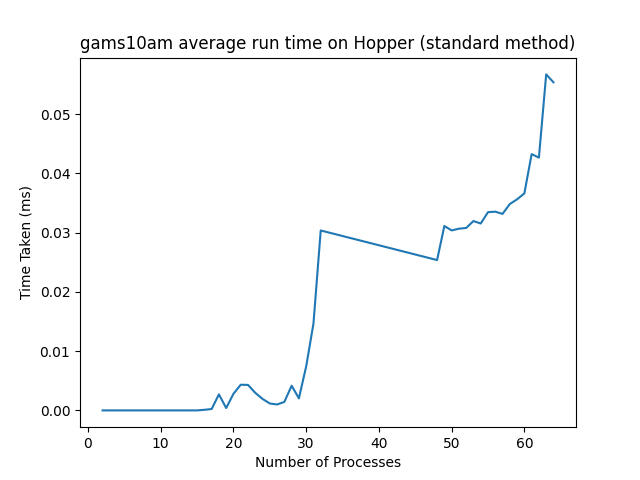 gams10am average run time on Hopper (standard method)
0.05
0.04
0.03
0.02
0.01
0.00
Time Taken (ms)
0 10 20 30 40 50 60
Number of Processes